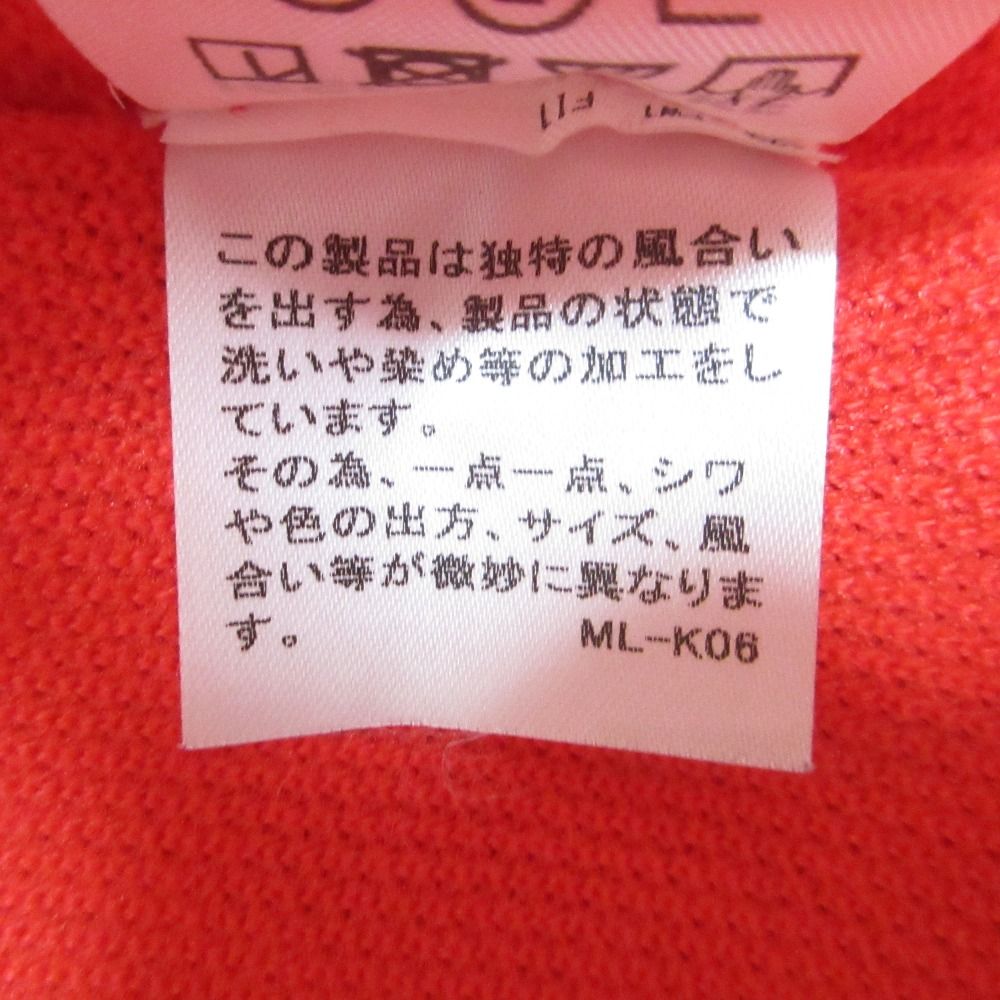 この製品は独特の風合い
を出す為、製品の状態で
洗いや染め等の加工をし
ています。
その為、一点一点、シワ
や色の出方、サイズ、風
合い等が微妙に異なりま
す。 ML-K06